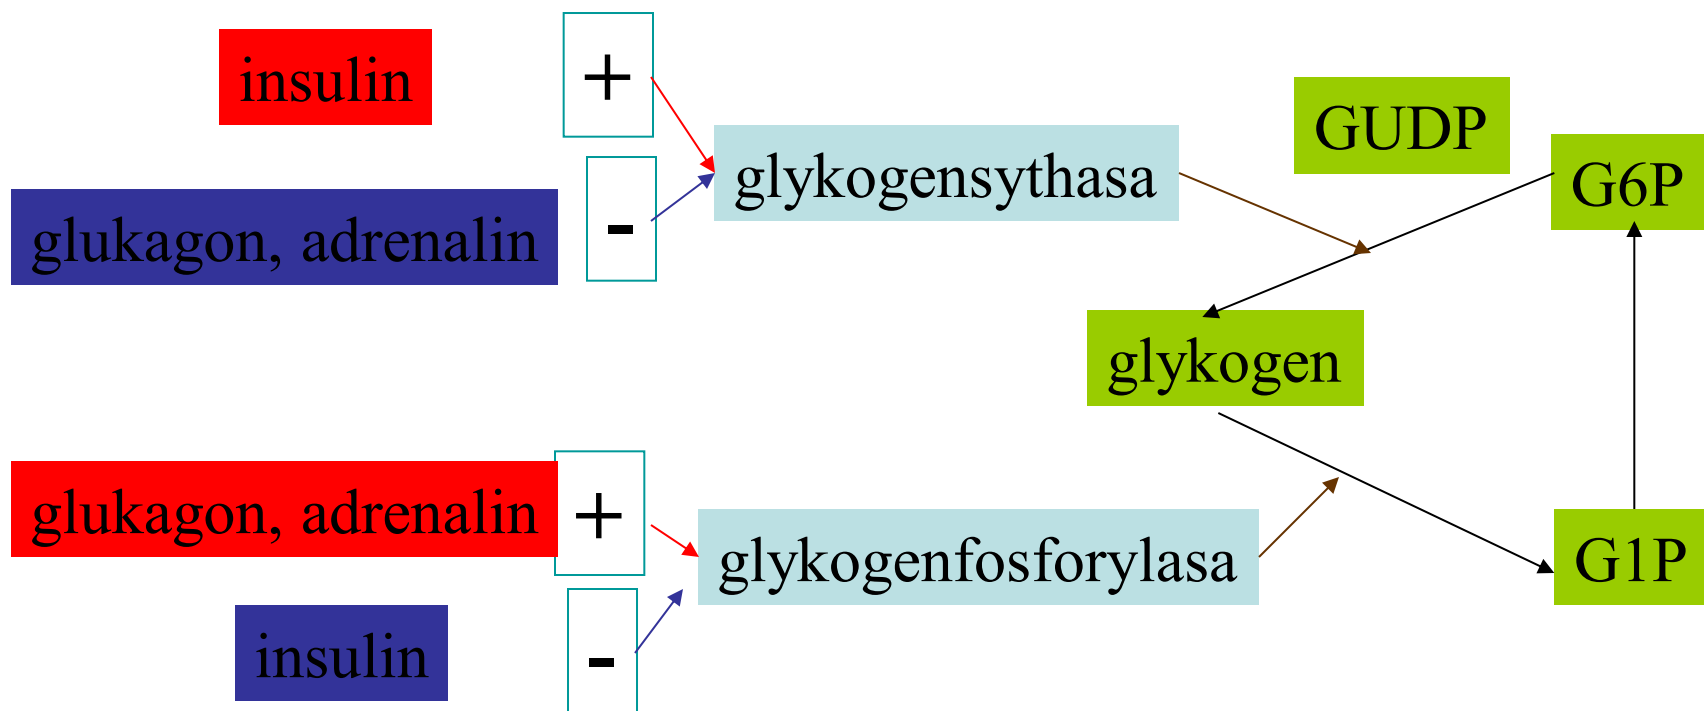 insulin
+
GUDP
glykogensythasa
G6P
-
glukagon, adrenalin
glykogen
glukagon, adrenalin
+
glykogenfosforylasa
G1P
insulin
-